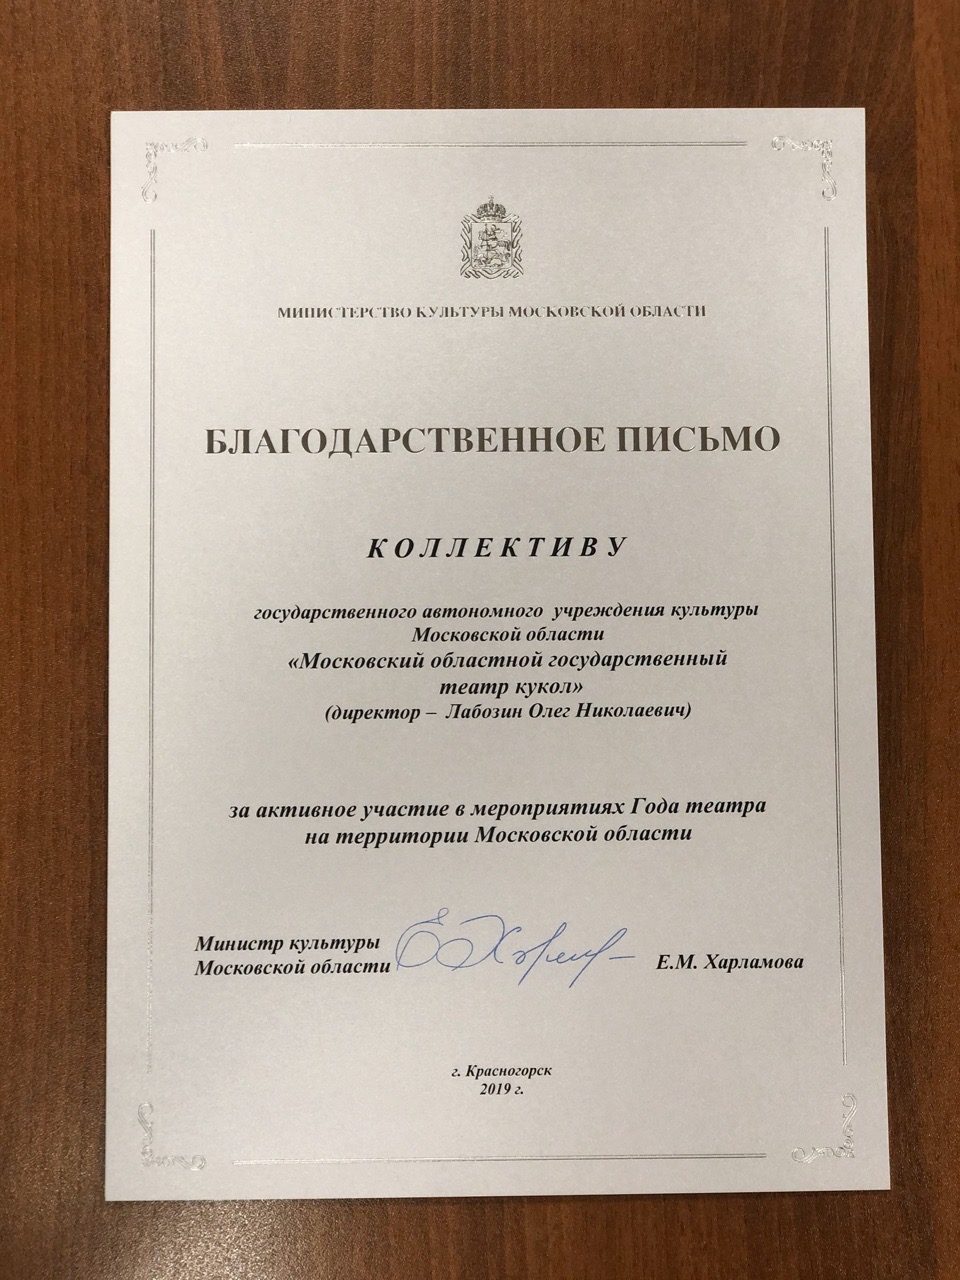 МИНИСТЕРСТВО КУЛЬТУРЫ МОСКОВСКОЙ ОБЛАСТИ
БЛАГОДАРСТВЕННОЕ ПИСЬМО
КОЛЛЕКТИВУ
государственного автономного учреждения культуры
Московской области
«Московский областной государственный
театр кукол»
(директор – Лабозин Олег Николаевич)
за активное участие в мероприятиях Года театра
на территории Московской области
Министр культуры
Московской области
Е.М. Харламова
г. Красногорск
2019 г.